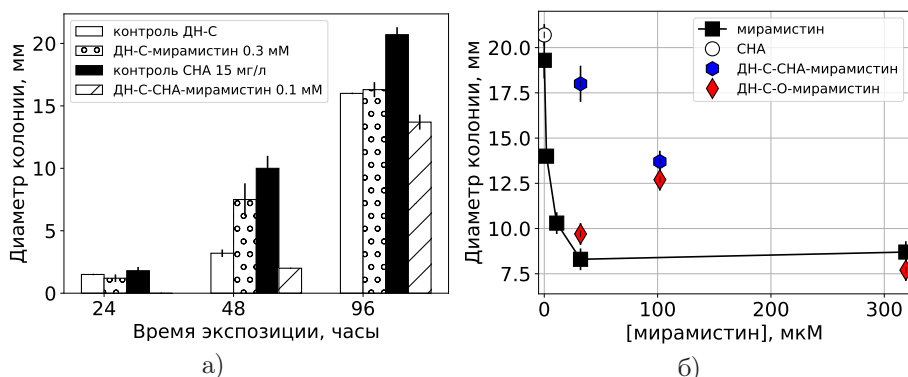 контроль ДН-С
ДН-С-мирамистин 0.3 мМ
контроль СНА 15 мг/л
ДН-С-СНА-мирамистин 0.1 мМ
Диаметр колонии, мм
20
15
10
5
0
24 48 96
Время экспозиции, часы
а)
мирамистин
СНА
ДН-С-СНА-мирамистин
ДН-С-О-мирамистин
Диаметр колонии, мм
20.0
17.5
15.0
12.5
10.0
7.5
0 100 200 300
[мирамистин], мкМ
б)